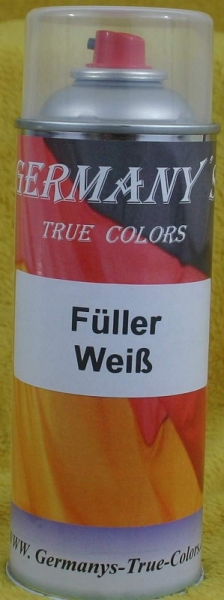 GERMANY´S
TRUE COLORS
Füller
Weiß
WWW. Germanys-True-Colors.